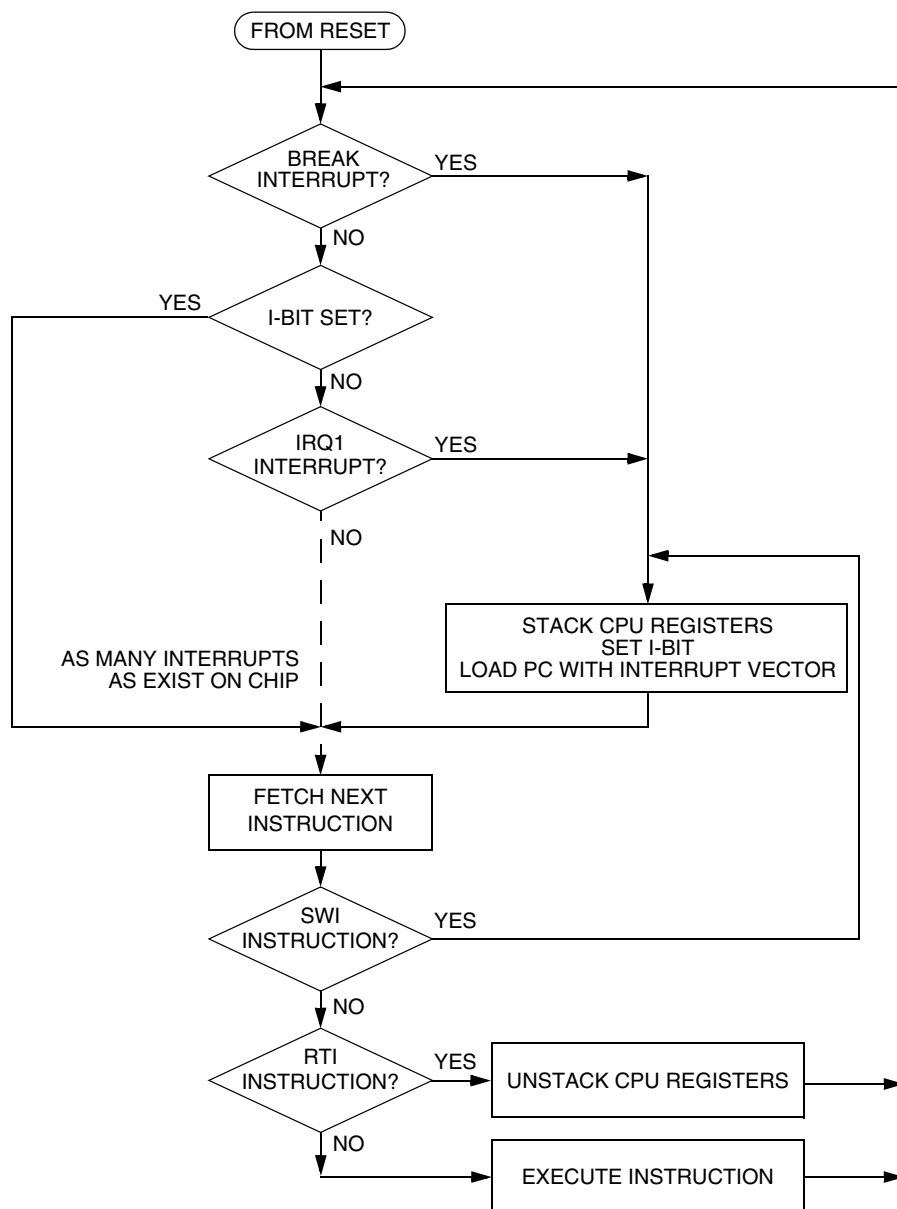 FROM RESET
BREAK
INTERRUPT?
YES
NO
YES
I-BIT SET?
NO
IRQ1
INTERRUPT?
YES
NO
STACK CPU REGISTERS
SET I-BIT
LOAD PC WITH INTERRUPT VECTOR
AS MANY INTERRUPTS
AS EXIST ON CHIP
FETCH NEXT
INSTRUCTION
SWI
INSTRUCTION?
YES
NO
RTI
INSTRUCTION?
YES
UNSTACK CPU REGISTERS
NO
EXECUTE INSTRUCTION